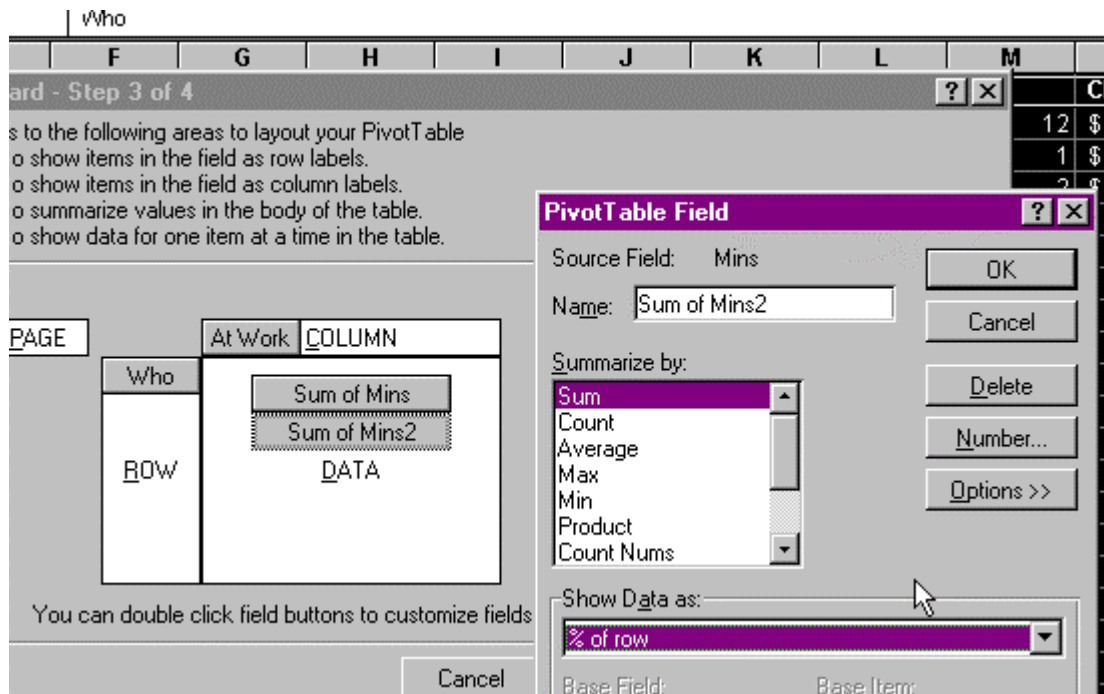 Who
F G H I J K L M
ard - Step 3 of 4
C
s to the following areas to layout your PivotTable
12 $
o show items in the field as row labels.
1 $
o show items in the field as column labels.
2 $
o summarize values in the body of the table.
o show data for one item at a time in the table.
PAGE
At Work COLUMN
Who
Sum of Mins
Sum of Mins2
ROW
DATA
You can double click field buttons to customize fields
Cancel
PivotTable Field
Source Field: Mins
OK
Name: Sum of Mins2
Cancel
Summarize by:
Sum
Count
Average
Max
Min
Product
Count Nums
Delete
Number...
Options >>
Show Data as:
% of row
Base Field: Base Item: